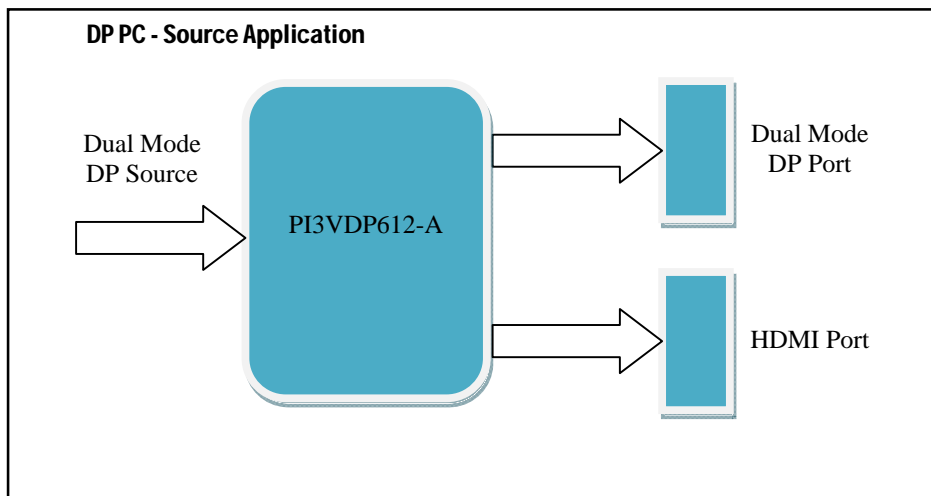 DP PC - Source Application
Dual Mode
DP Source
PI3VDP612-A
Dual Mode
DP Port
HDMI Port